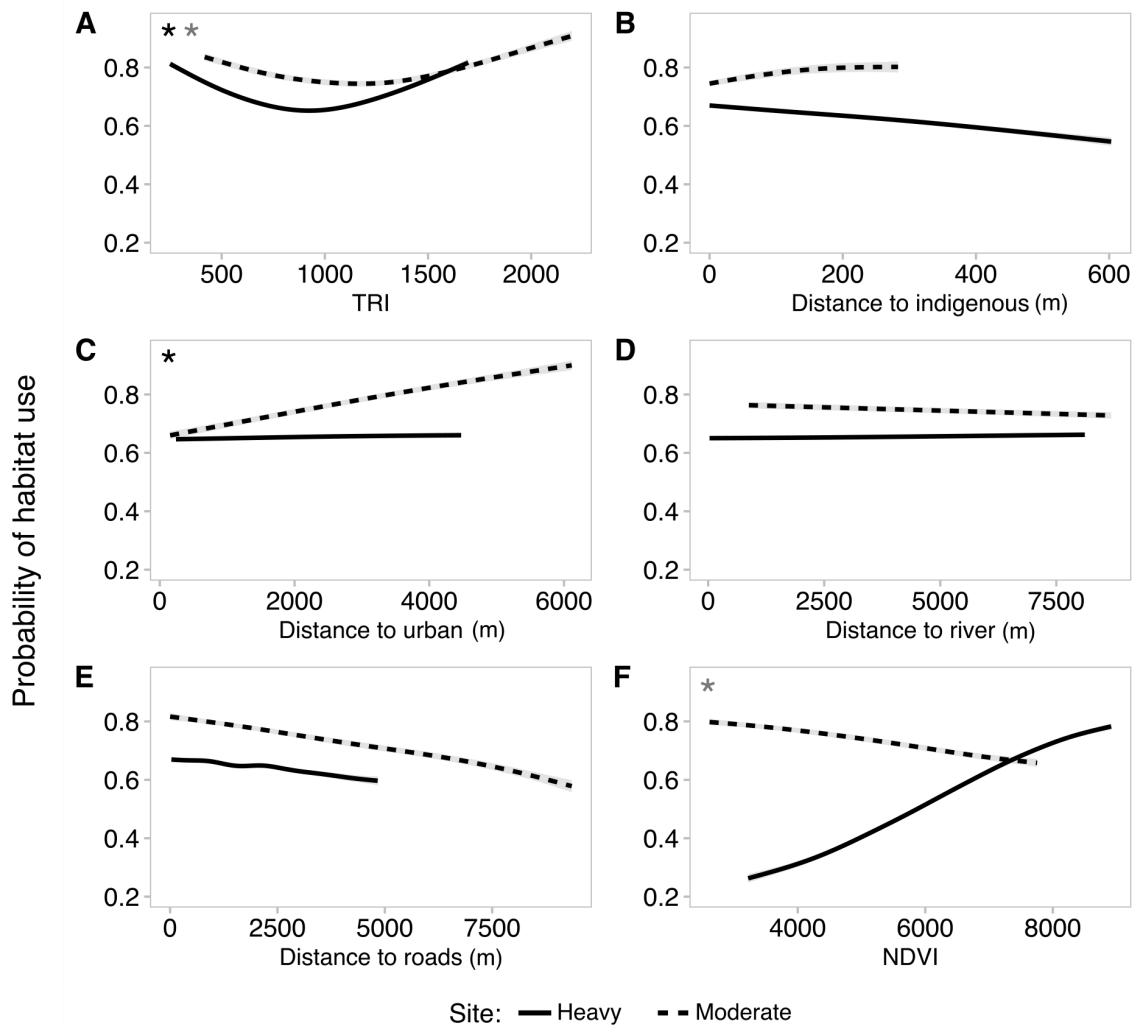 A
* *
0.8
0.6
0.4
0.2
500 1000 1500 2000
TRI
B
0.8
0.6
0.4
0.2
0 200 400 600
Distance to indigenous (m)
C
*
0.8
0.6
0.4
0.2
0 2000 4000 6000
Distance to urban (m)
D
0.8
0.6
0.4
0.2
0 2500 5000 7500
Distance to river (m)
Probability of habitat use
E
0.8
0.6
0.4
0.2
0 2500 5000 7500
Distance to roads (m)
F
*
0.8
0.6
0.4
0.2
4000 6000 8000
NDVI
Site: Heavy Moderate